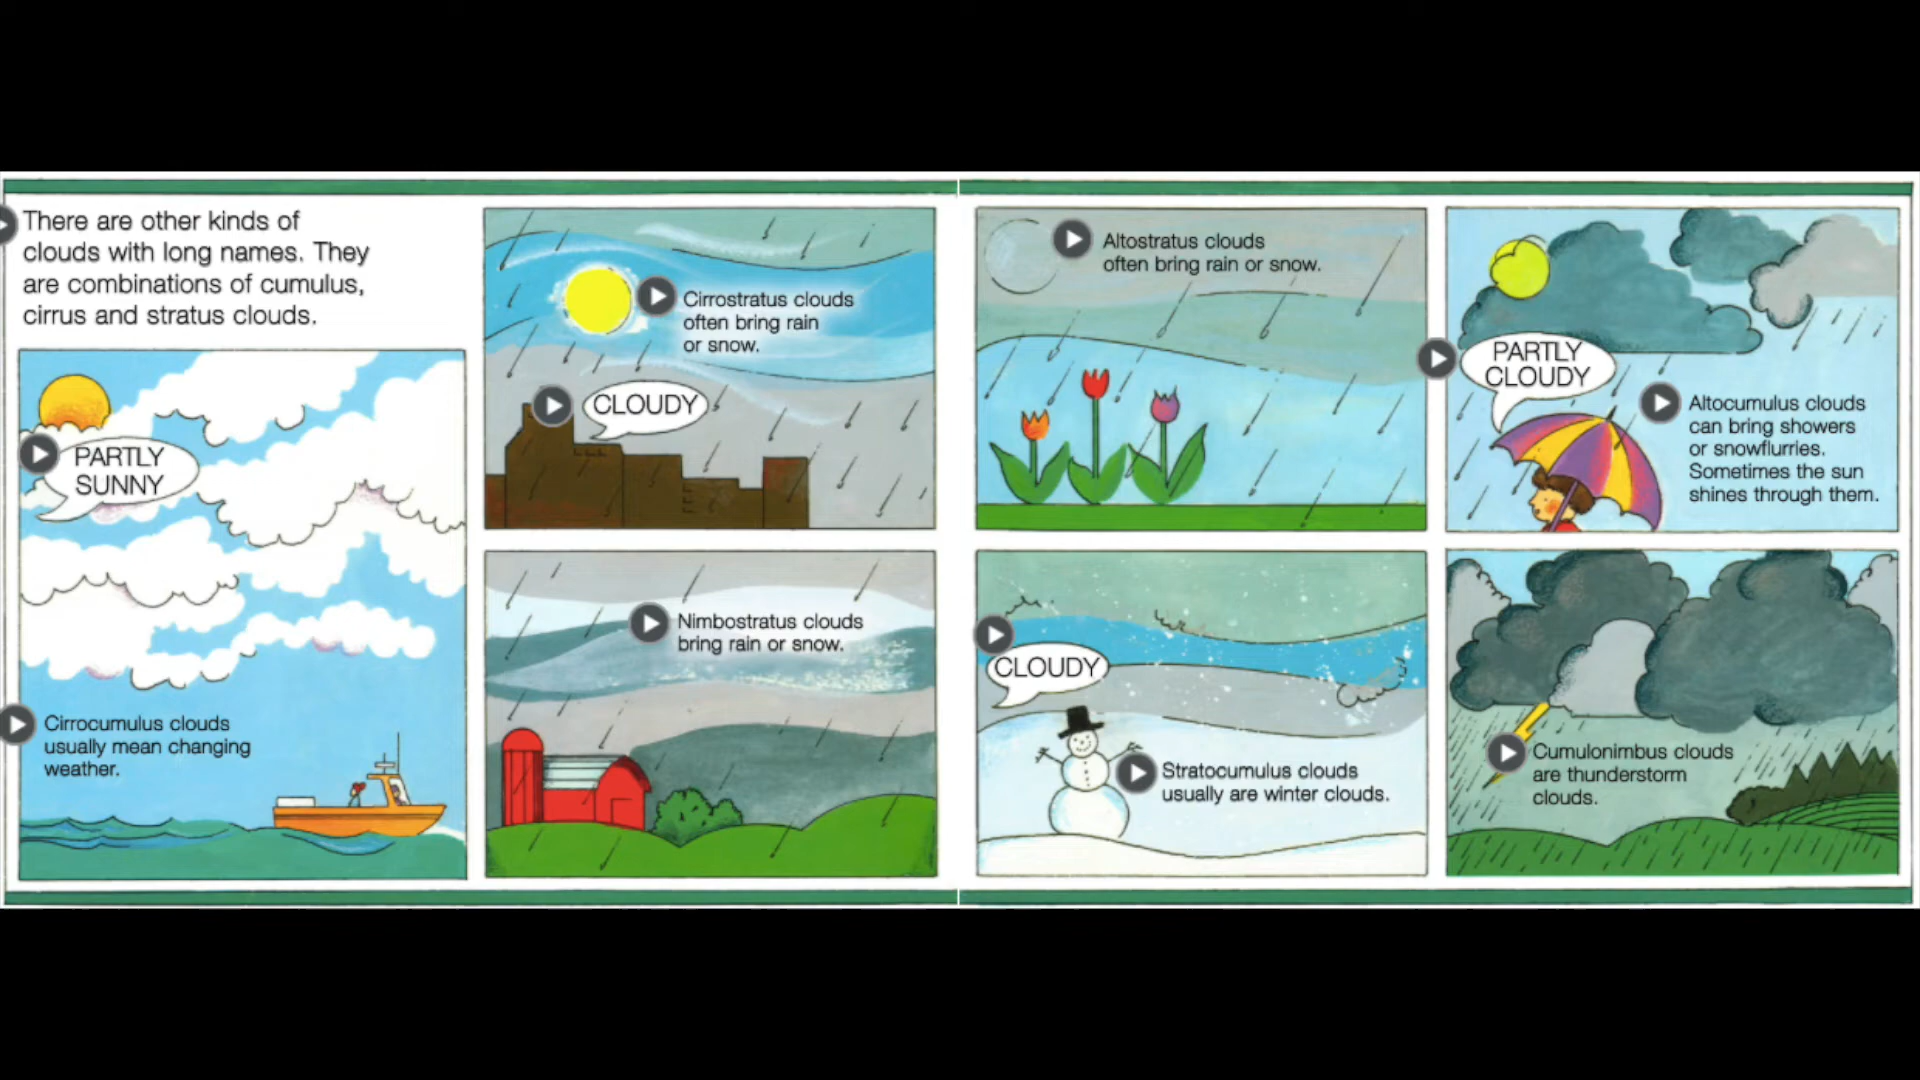 There are other kinds of
clouds with long names. They
are combinations of cumulus,
cirrus and stratus clouds.
PARTLY
SUNNY
Cirrocumulus clouds
usually mean changing
weather.
Cirrostratus clouds
often bring rain
or snow.
CLOUDY
Nimbostratus clouds
bring rain or snow.
Altostratus clouds
often bring rain or snow.
CLOUDY
Stratocumulus clouds
usually are winter clouds.
PARTLY
CLOUDY
Altocumulus clouds
can bring showers
or snowflurries.
Sometimes the sun
shines through them.
Cumulonimbus clouds
are thunderstorm
clouds.